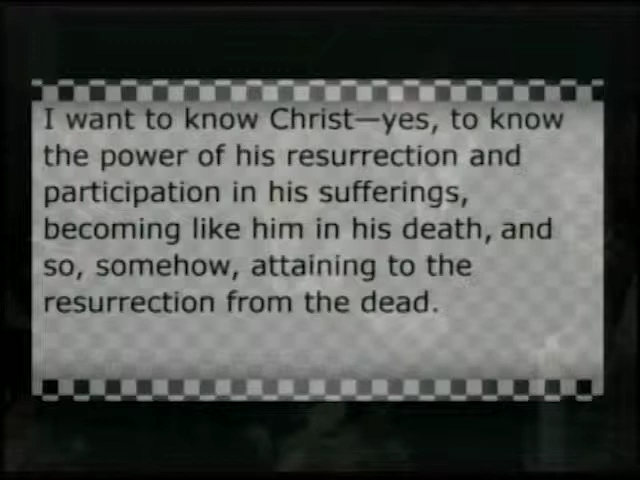 I want to know Christ—yes, to know
the power of his resurrection and
participation in his sufferings,
becoming like him in his death, and
so, somehow, attaining to the
resurrection from the dead.